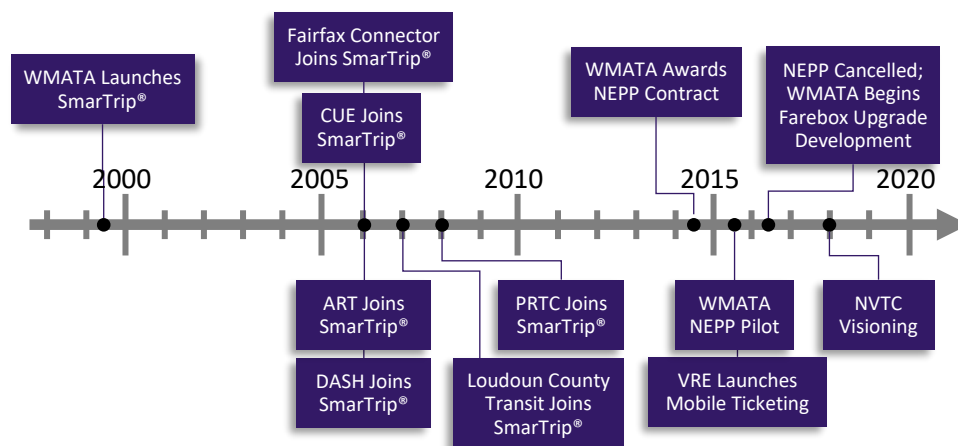 Fairfax Connector
Joins SmarTrip®
WMATA Launches
SmarTrip®
CUE Joins
SmarTrip®
WMATA Awards
NEPP Contract
NEPP Cancelled;
WMATA Begins
Farebox Upgrade
Development
2000
2005
2010
2015
2020
ART Joins
SmarTrip®
DASH Joins
SmarTrip®
Loudoun County
Transit Joins
SmarTrip®
PRTC Joins
SmarTrip®
WMATA
NEPP Pilot
VRE Launches
Mobile Ticketing
NVTC
Visioning